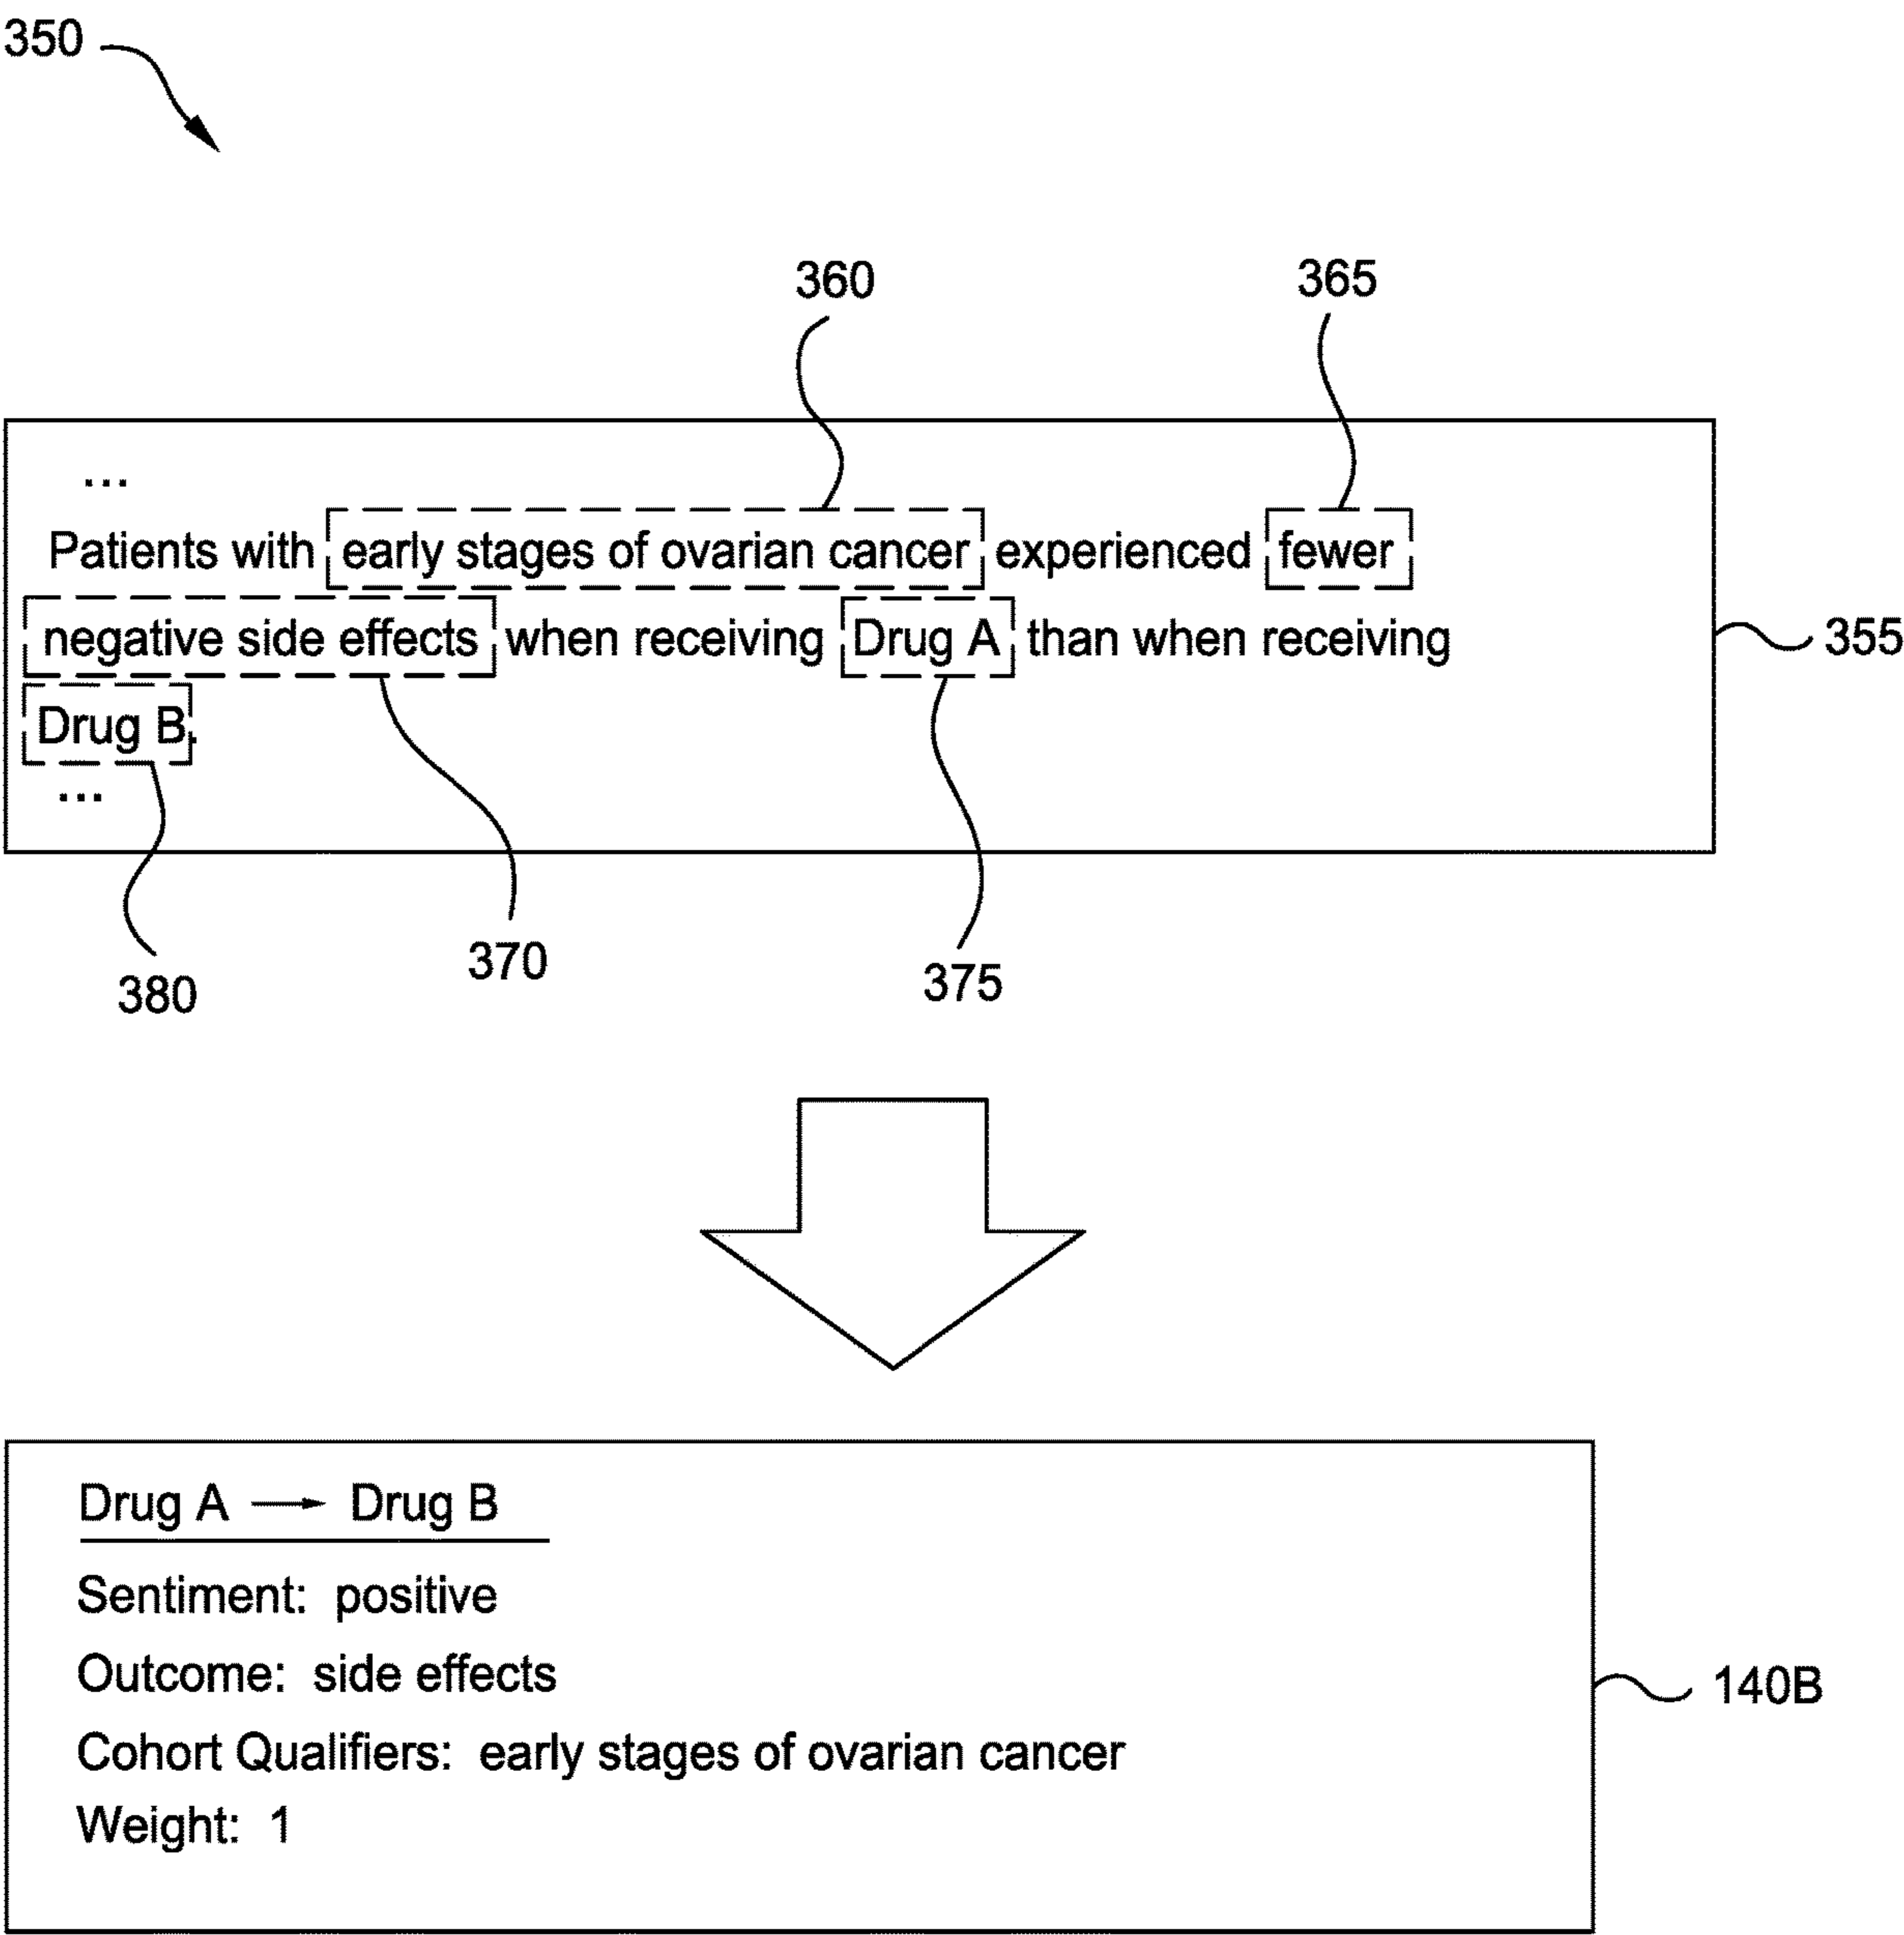 350
360
365
...
Patients with early stages of ovarian cancer experienced fewer
negative side effects when receiving Drug A than when receiving
355
Drug B.
...
370
375
380
Drug A → Drug B
Sentiment: positive
Outcome: side effects
140B
Cohort Qualifiers: early stages of ovarian cancer
Weight: 1